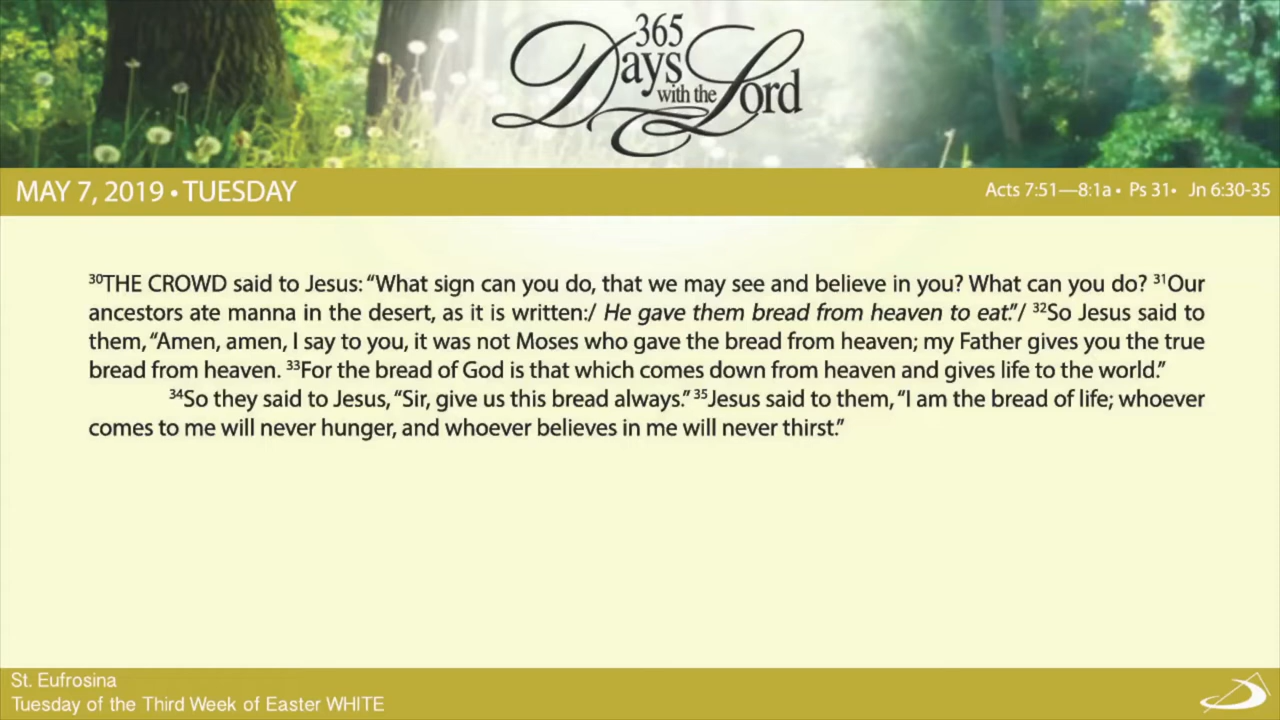 365
Days
with the
Lord
MAY 7, 2019 • TUESDAY
Acts 7:51—8:1a • Ps 31• Jn 6:30-35
³⁰THE CROWD said to Jesus: “What sign can you do, that we may see and believe in you? What can you do? ³¹Our
ancestors ate manna in the desert, as it is written:/ He gave them bread from heaven to eat.”/ ³²So Jesus said to
them, “Amen, amen, I say to you, it was not Moses who gave the bread from heaven; my Father gives you the true
bread from heaven. ³³For the bread of God is that which comes down from heaven and gives life to the world.”
³⁴So they said to Jesus, “Sir, give us this bread always.” ³⁵Jesus said to them, “I am the bread of life; whoever
comes to me will never hunger, and whoever believes in me will never thirst.”
St. Eufrosina
Tuesday of the Third Week of Easter WHITE